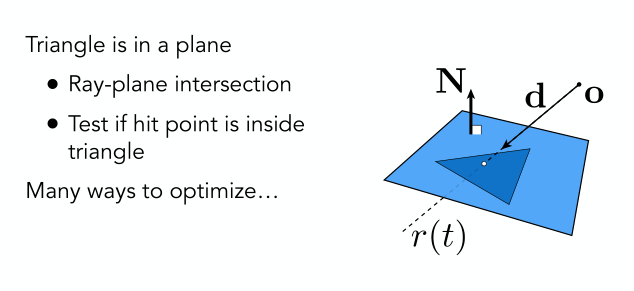 Triangle is in a plane
• Ray-plane intersection
• Test if hit point is inside
triangle
Many ways to optimize…
N
d
o
r(t)